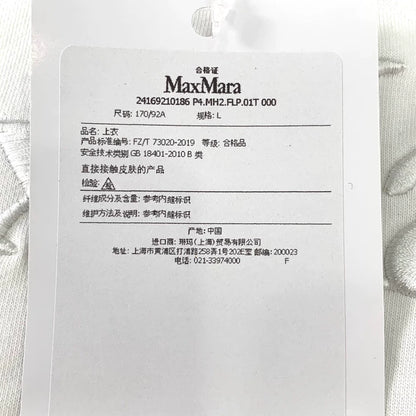 合格证
MaxMara
24169210186 P4.MH2.FLP.01T 000
尺码: 170/92A 规格: L
品名: 上衣
产品标准编号: FZ/T 73020-2019 等级: 合格品
安全技术类别 GB 18401-2010 B 类
直接接触皮肤的产品
检验:
纤维成分及含量: 参考内缝标识
维护方法及说明: 参考内缝标识
产地: 中国
进口商: 琳玛(上海)贸易有限公司
地址: 上海市黄浦区打浦路258弄1号202E室 邮编: 200023
电话: 021-33974000 F